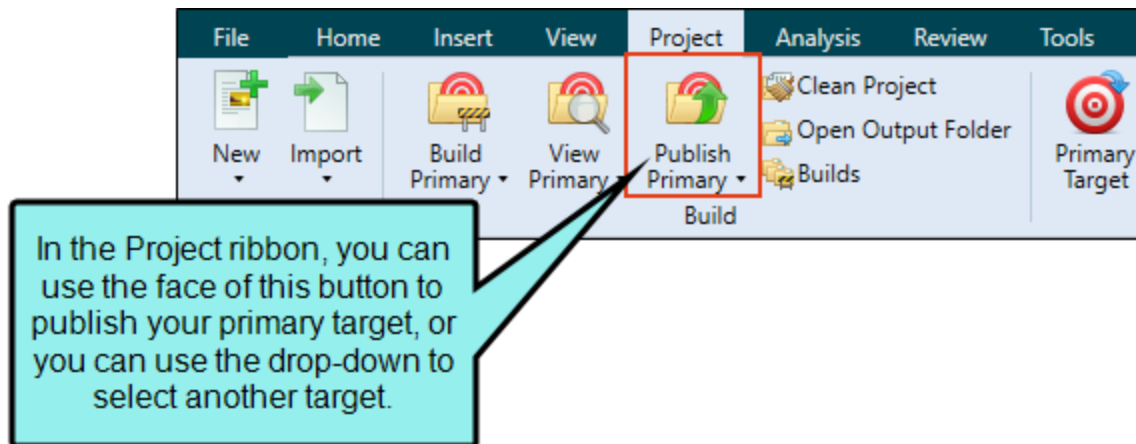 File Home Insert View Project Analysis Review Tools
New Import Build Primary View Primary Publish Primary Clean Project
Open Output Folder
Builds
Primary Target
Build
In the Project ribbon, you can
use the face of this button to
publish your primary target, or
you can use the drop-down to
select another target.